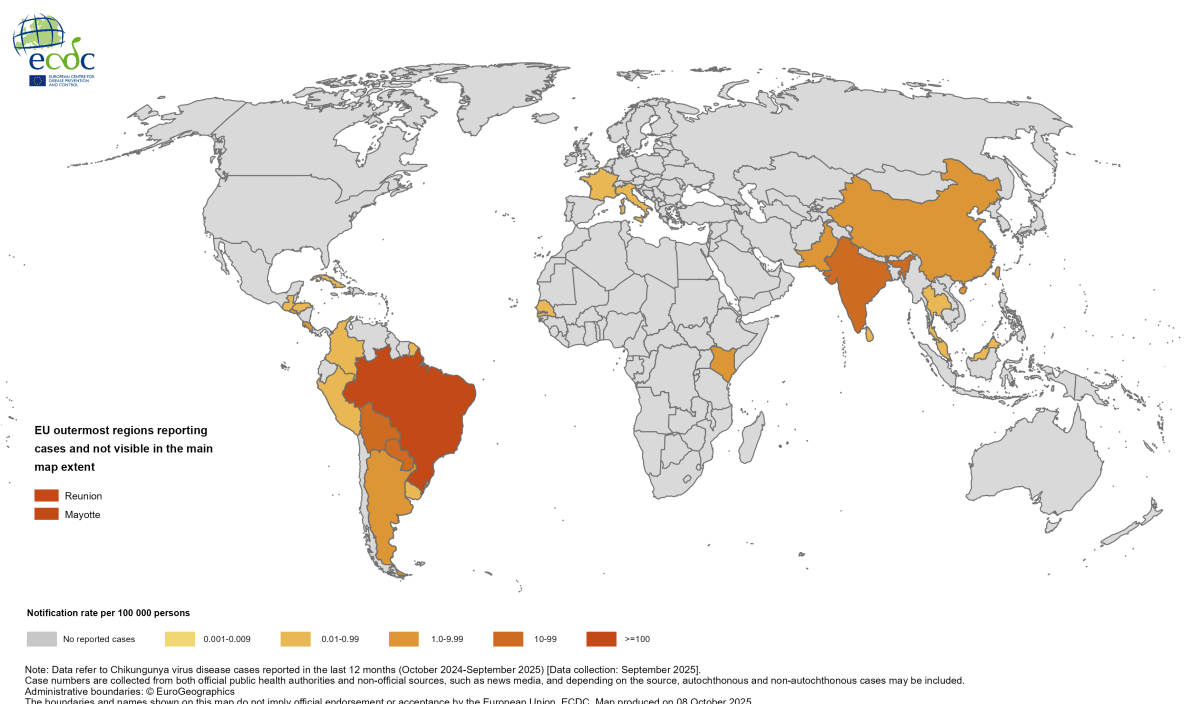 ecdc
EUROPEAN CENTRE FOR
DISEASE PREVENTION
AND CONTROL
EU outermost regions reporting
cases and not visible in the main
map extent
Reunion
Mayotte
Notification rate per 100 000 persons
No reported cases
0.001-0.009
0.01-0.99
1.0-9.99
10-99
>=100
Note: Data refer to Chikungunya virus disease cases reported in the last 12 months (October 2024-September 2025) [Data collection: September 2025].
Case numbers are collected from both official public health authorities and non-official sources, such as news media, and depending on the source, autochthonous and non-autochthonous cases may be included.
Administrative boundaries: © EuroGeographics
The boundaries and names shown on this map do not imply official endorsement or acceptance by the European Union. ECDC. Map produced on 08 October 2025